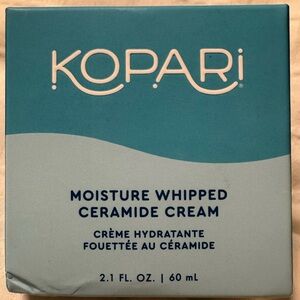 KOPARi
MOISTURE WHIPPED
CERAMIDE CREAM
CRÈME HYDRATANTE
FOUETTÉE AU CÉRAMIDE
2.1 FL. OZ. | 60 mL